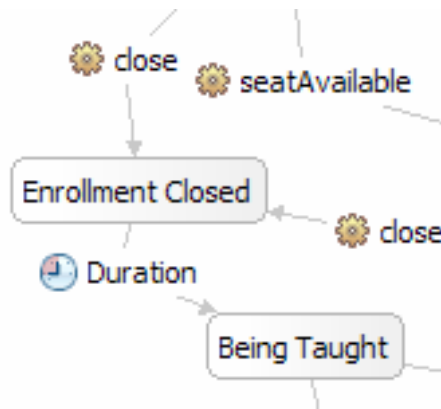 close
seatAvailable
Enrollment Closed
close
Duration
Being Taught